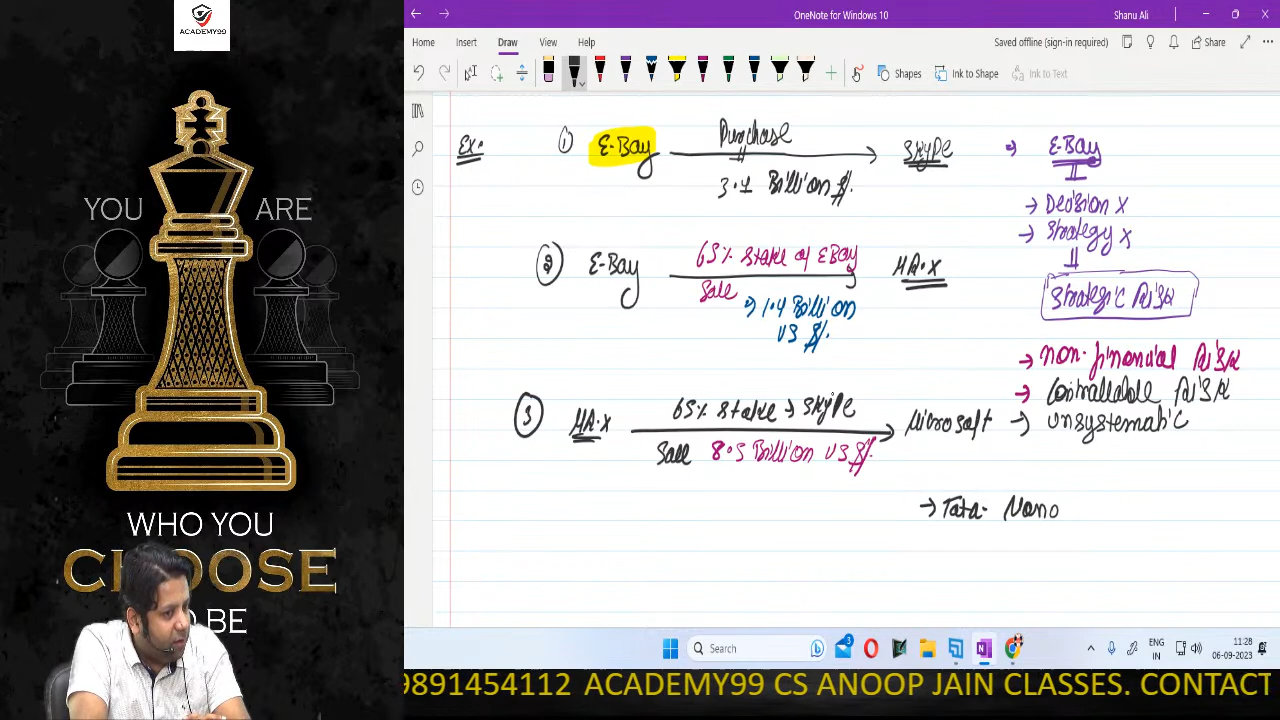 ACADEMY99
YOU ARE
WHO YOU
CHOOSE
TO BE
OneNote for Windows 10
Shanu Ali
Home Insert Draw View Help
Saved offline (sign-in required)
Share
Shapes
Ink to Shape
Ink to Text
Ex:
① E-Bay Purchase SKYPE
3.1 Billion $.
② E-Bay 65% Stake of EBay MA.X
Sale
⇒ 1.4 Billion
US $.
③ MA.X 65% Stake → Skype Microsoft
Sale 8.5 Billion US $.
→ Tata- Nano
⇒ E-Bay
→ Decision x
→ Strategy x
Strategic Risk
→ non-financial Risk
→ Controllable Risk
→ unsystematic
Search
3
ENG
IN
11:28
06-09-2023
9891454112 ACADEMY99 CS ANOOP JAIN CLASSES. CONTACT